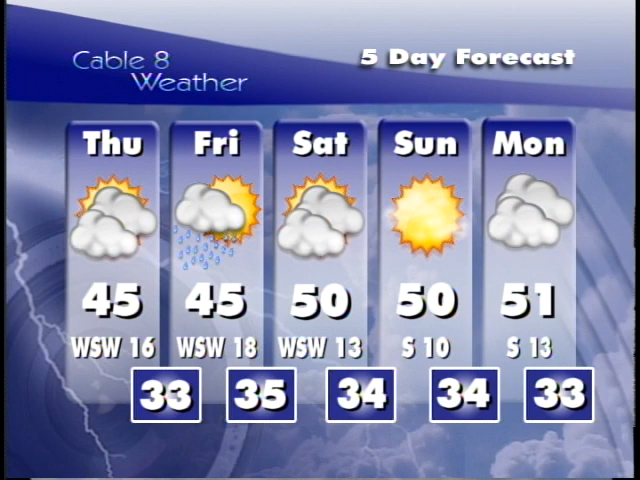 Cable 8
Weather
5 Day Forecast
Thu Fri Sat Sun Mon
45 45 50 50 51
WSW 16 WSW 18 WSW 13 S 10 S 13
33 35 34 34 33